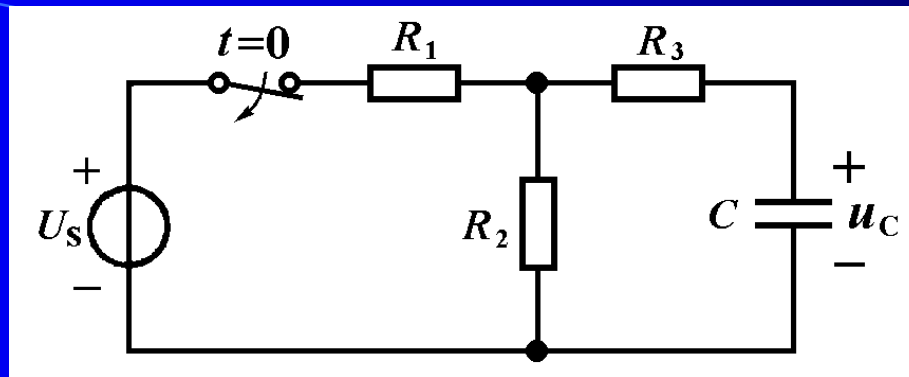 t=0
R1
R3
+
US
−
R2
C
+
uC
−